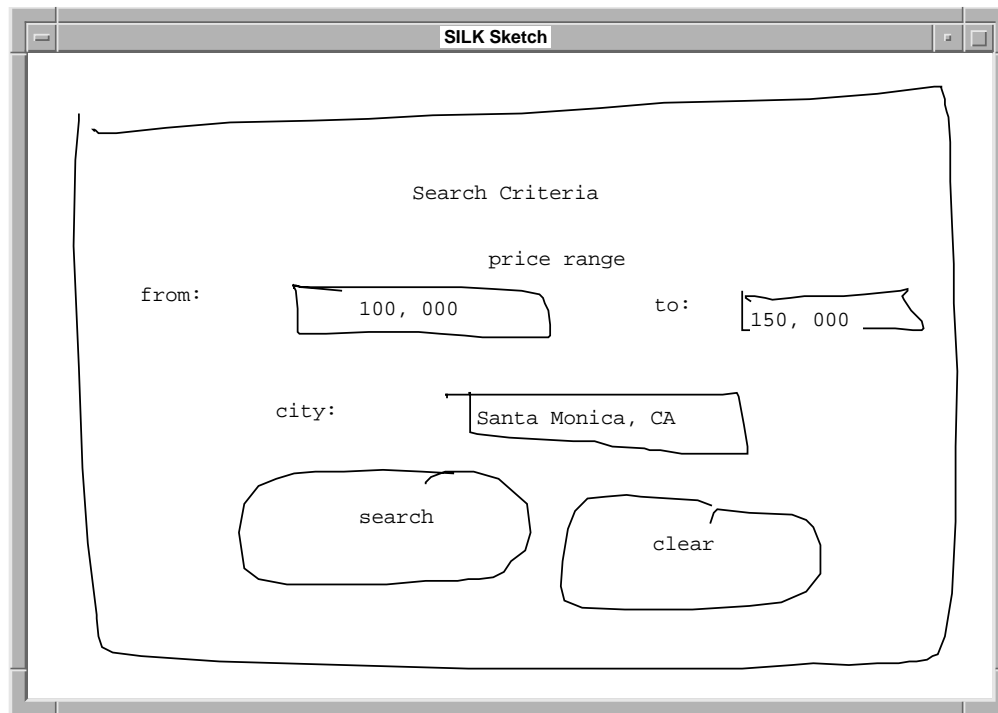 SILK Sketch
Search Criteria
price range
from: 100, 000 to: 150, 000
city: Santa Monica, CA
search clear